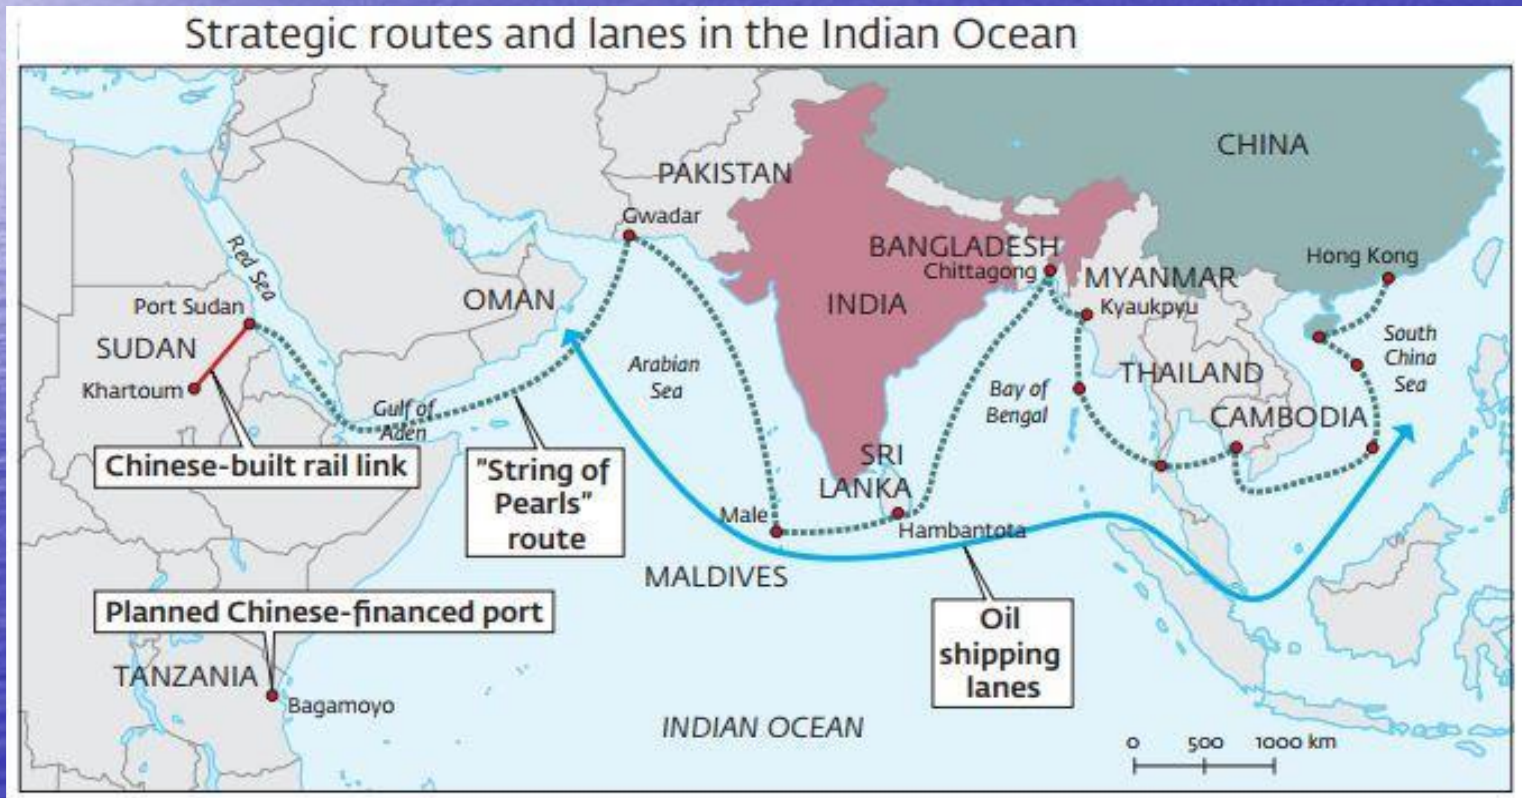 Strategic routes and lanes in the Indian Ocean
CHINA
PAKISTAN
Gwadar
Red Sea
BANGLADESH
Chittagong
MYANMAR
Kyaukpyu
Hong Kong
OMAN
INDIA
Port Sudan
SUDAN
Khartoum
Arabian
Sea
Bay of
Bengal
THAILAND
CAMBODIA
South
China
Sea
Gulf of
Aden
Chinese-built rail link
"String of
Pearls"
route
SRI
LANKA
Male
Hambantota
MALDIVES
Planned Chinese-financed port
Oil
shipping
lanes
TANZANIA
Bagamoyo
INDIAN OCEAN
0 500 1000 km